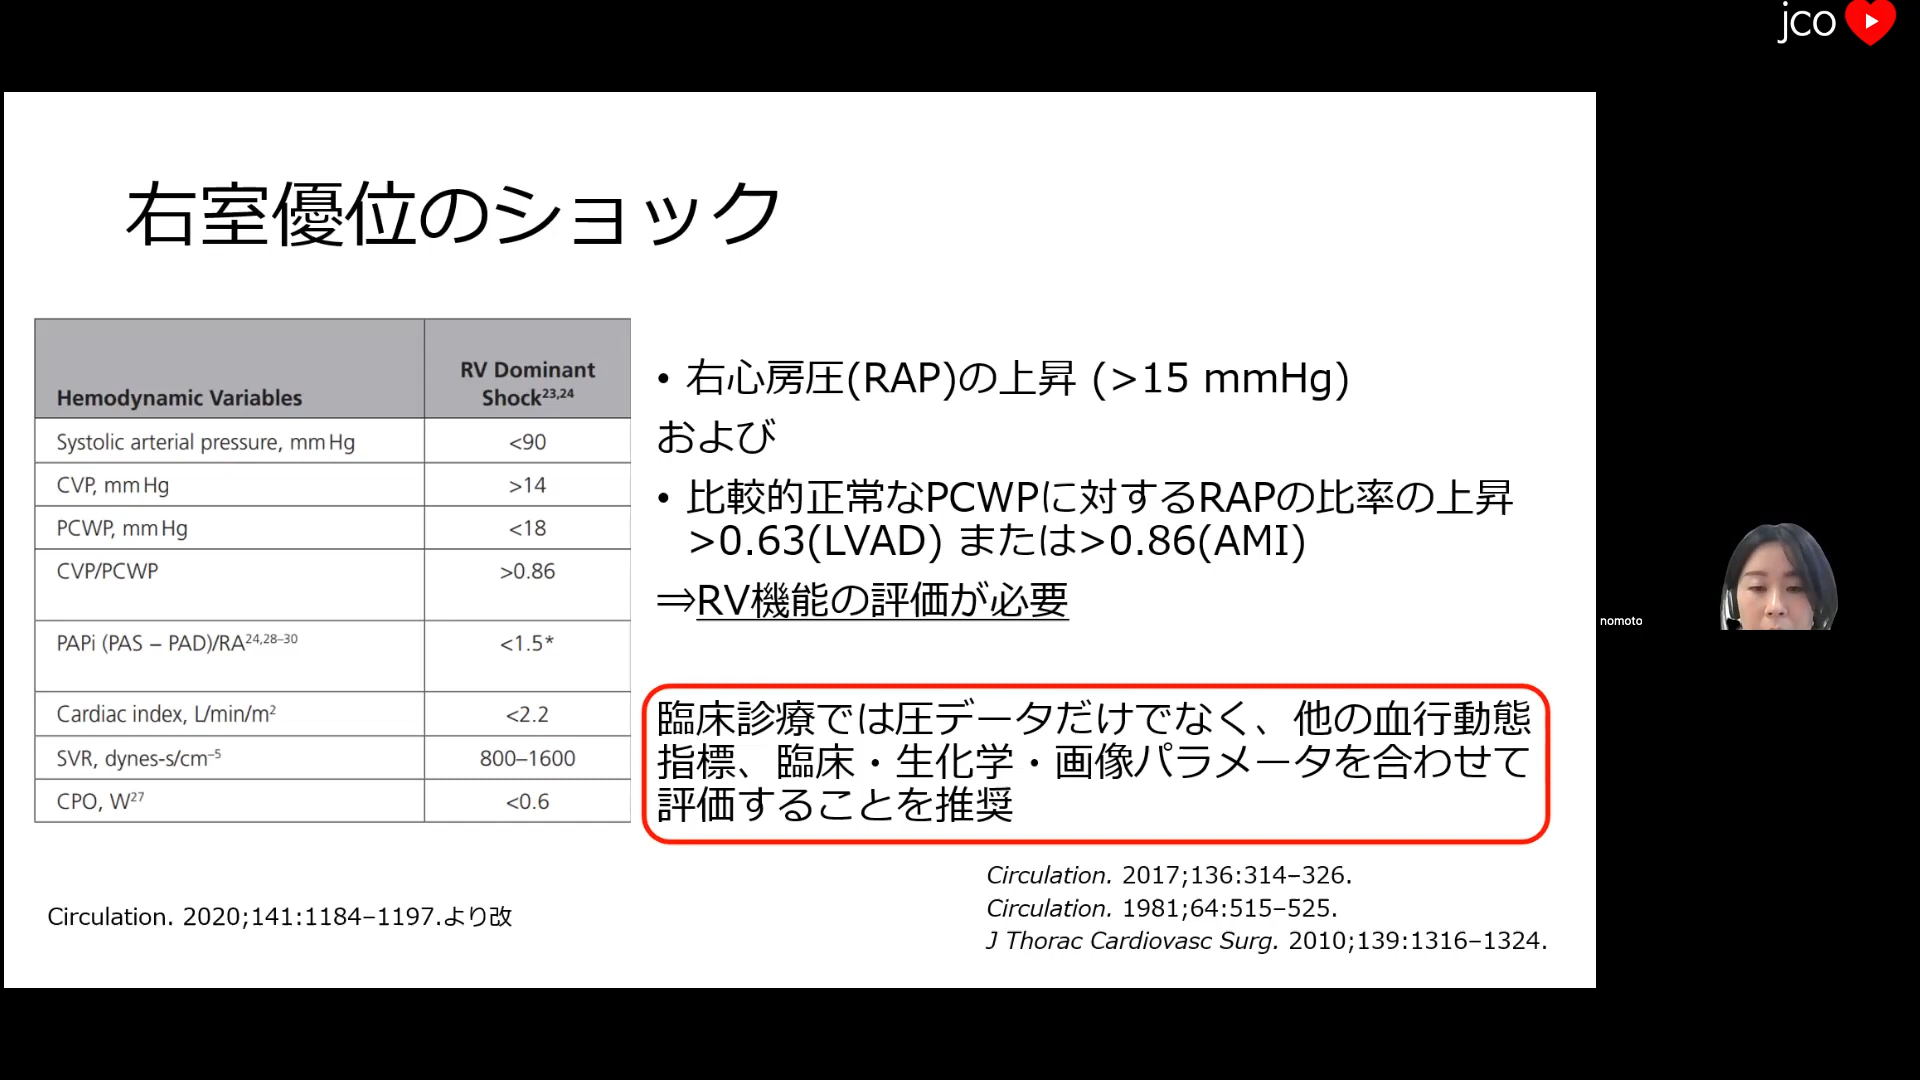 jco
右室優位のショック
Hemodynamic Variables
RV Dominant
Shock23,24
Systolic arterial pressure, mm Hg
<90
CVP, mm Hg
>14
PCWP, mm Hg
<18
CVP/PCWP
>0.86
PAPi (PAS – PAD)/RA24,28–30
<1.5*
Cardiac index, L/min/m2
<2.2
SVR, dynes-s/cm–5
800–1600
CPO, W27
<0.6
Circulation. 2020;141:1184–1197.より改
• 右心房圧(RAP)の上昇 (>15 mmHg)
および
• 比較的正常なPCWPに対するRAPの比率の上昇
>0.63(LVAD) または>0.86(AMI)
⇒RV機能の評価が必要
臨床診療では圧データだけでなく、他の血行動態
指標、臨床・生化学・画像パラメータを合わせて
評価することを推奨
Circulation. 2017;136:314–326.
Circulation. 1981;64:515–525.
J Thorac Cardiovasc Surg. 2010;139:1316–1324.
nomoto